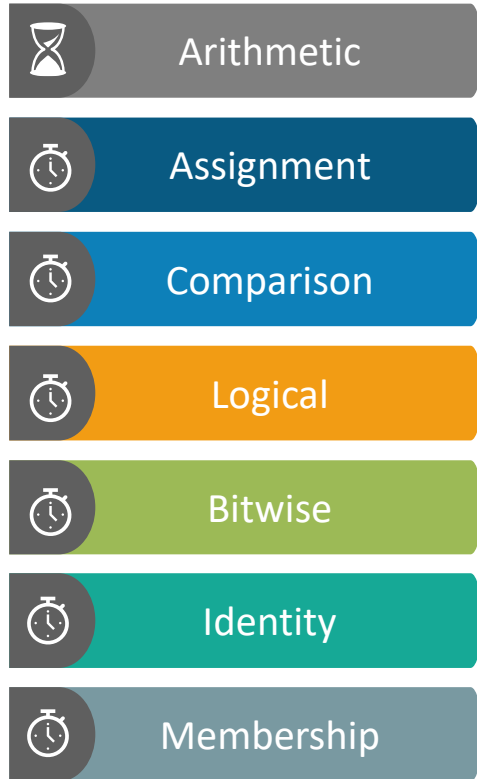 Arithmetic
Assignment
Comparison
Logical
Bitwise
Identity
Membership